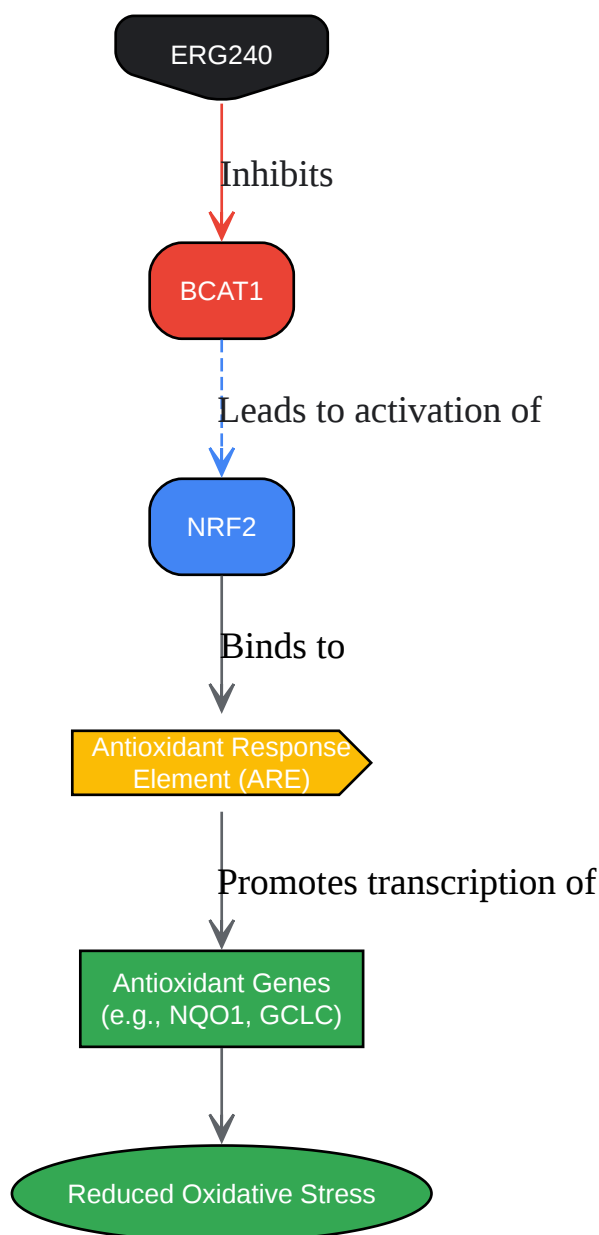 ERG240
Inhibits
BCAT1
Leads to activation of
NRF2
Binds to
Antioxidant Response
Element (ARE)
Promotes transcription of
Antioxidant Genes
(e.g., NQO1, GCLC)
Reduced Oxidative Stress